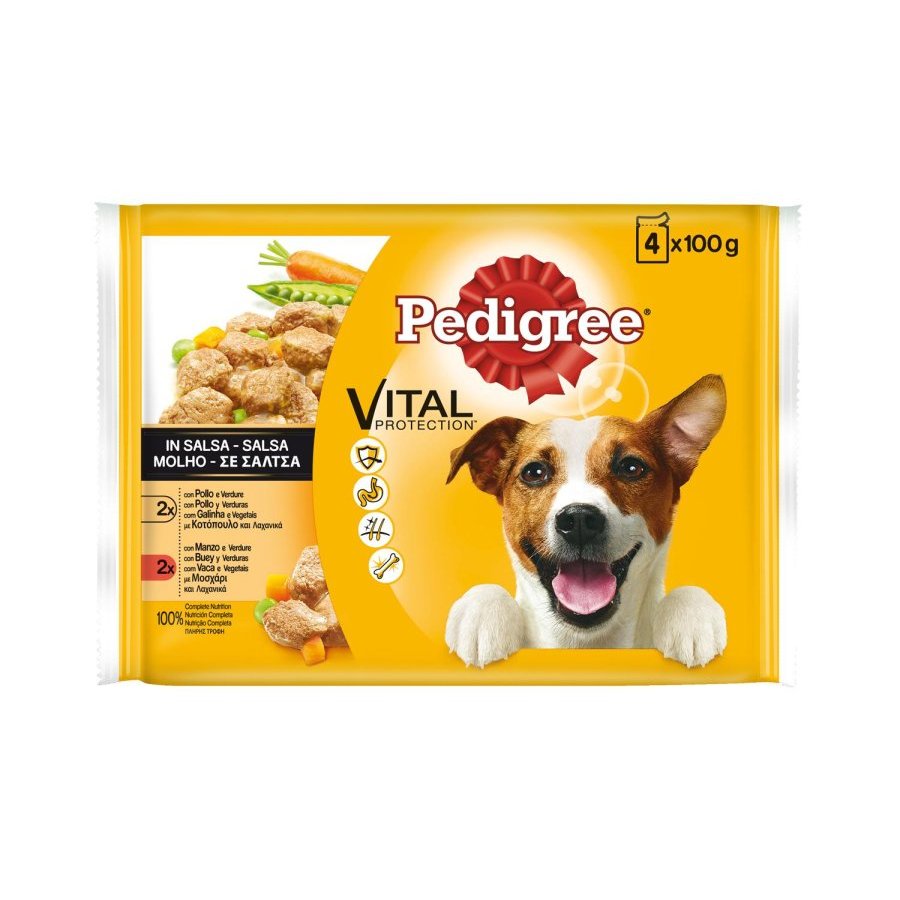 4 x 100 g
Pedigree®
VITAL
PROTECTION™
IN SALSA - SALSA
MOLHO - ΣΕ ΣΑΛΤΣΑ
2x
con Pollo e Verdure
con Pollo y Verduras
com Galinha e Vegetais
με Κοτόπουλο και Λαχανικά
2x
con Manzo e Verdure
con Buey y Verduras
com Vaca e Vegetais
με Μοσχάρι
και Λαχανικά
100%
Complete Nutrition
Nutrición Completa
Nutrição Completa
ΠΛΗΡΗΣ ΤΡΟΦΗ